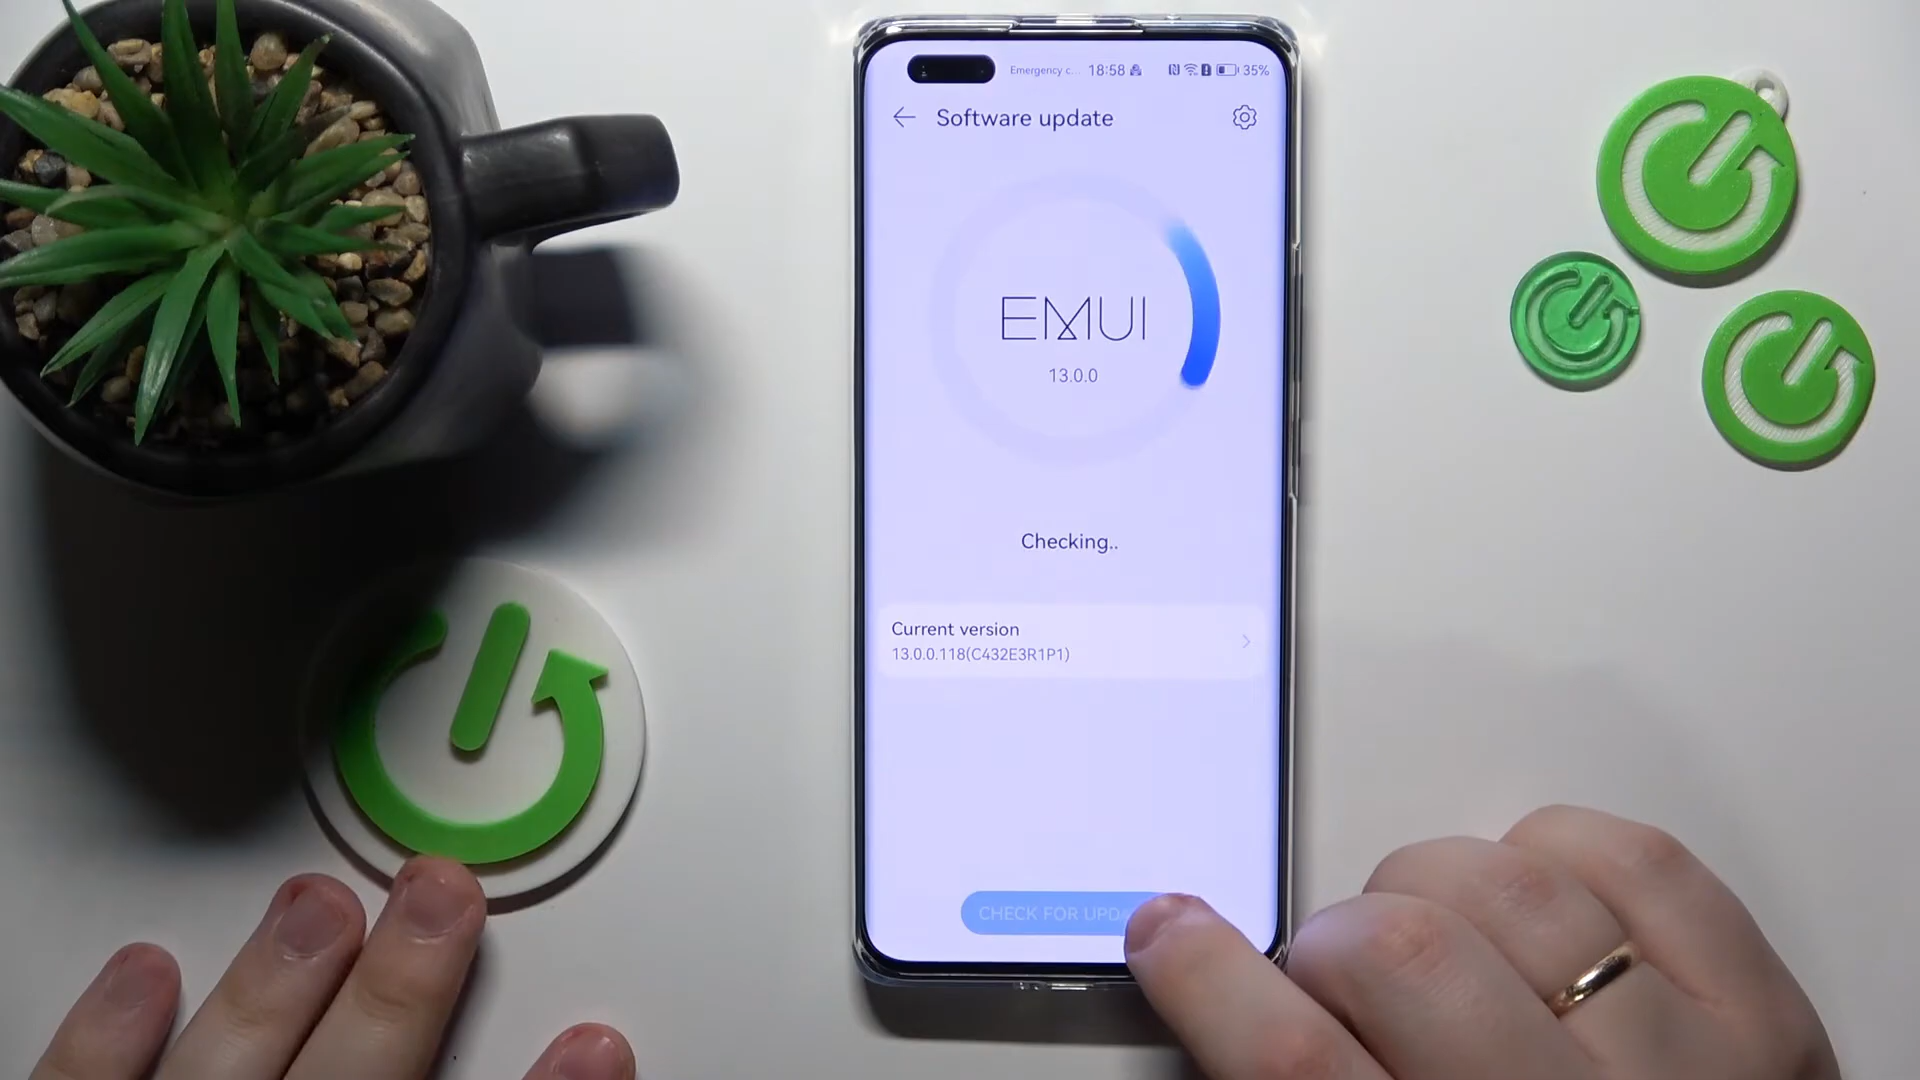 Emergency c... 18:58 35%
Software update
EMUI
13.0.0
Checking..
Current version
13.0.0.118(C432E3R1P1)
CHECK FOR